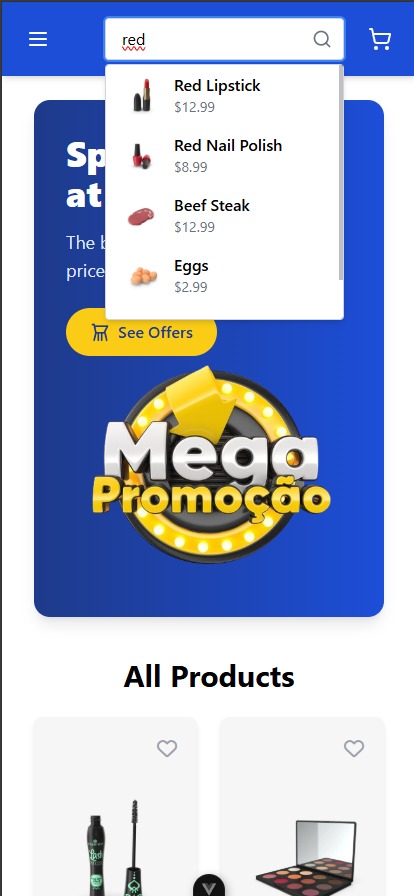 red
Red Lipstick
$12.99
Red Nail Polish
$8.99
Beef Steak
$12.99
Eggs
$2.99
Sp
at
The b
price
See Offers
Mega
Promoção
All Products